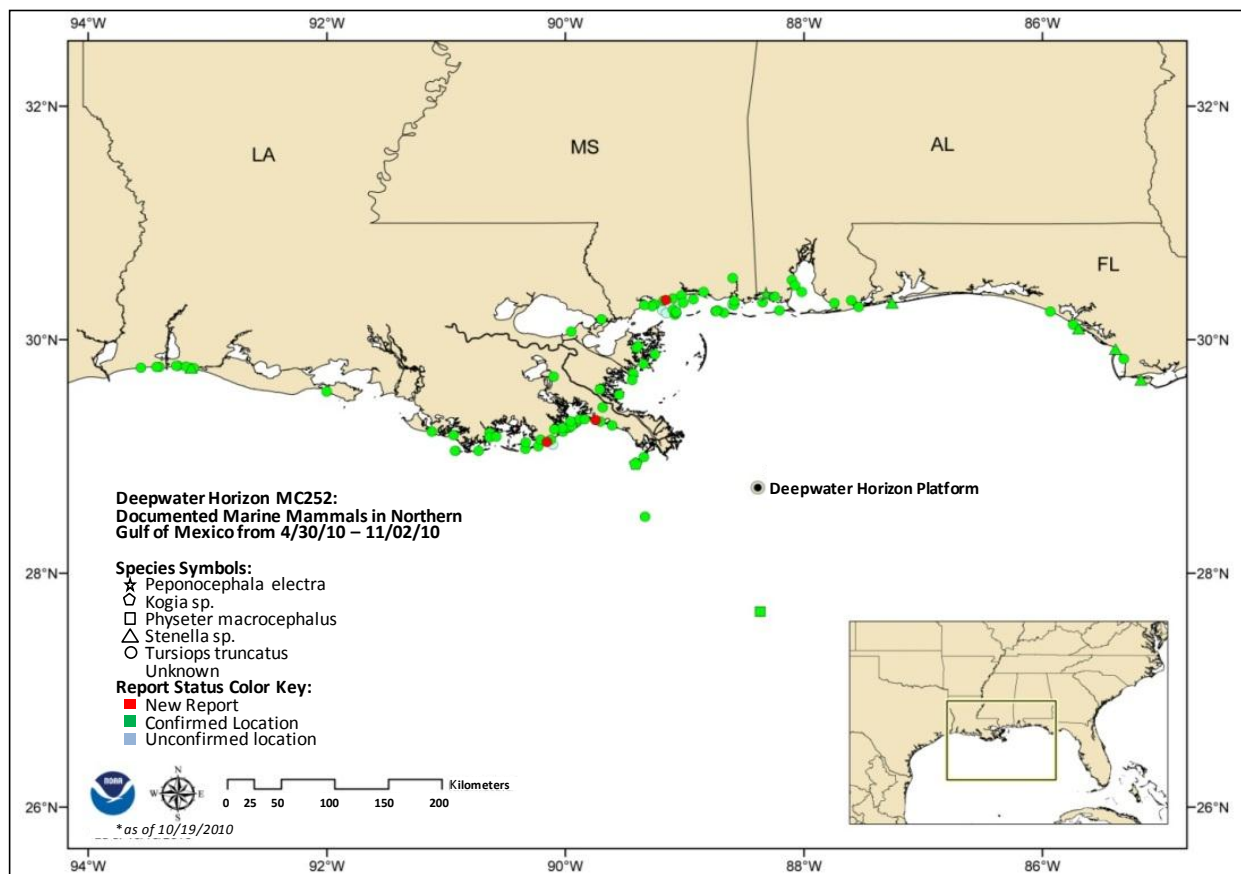 94°W 92°W 90°W 88°W 86°W
32°N 32°N
LA MS AL
FL
30°N 30°N
Deepwater Horizon Platform
Deepwater Horizon MC252:
Documented Marine Mammals in Northern
Gulf of Mexico from 4/30/10 – 11/02/10
28°N 28°N
Species Symbols:
Peponocephala electra
Kogia sp.
Physeter macrocephalus
Stenella sp.
Tursiops truncatus
Unknown
Report Status Color Key:
New Report
Confirmed Location
Unconfirmed location
NOAA
N
W E
S
Kilometers
0 25 50 100 150 200
26°N 26°N
*as of 10/19/2010
94°W 92°W 90°W 88°W 86°W